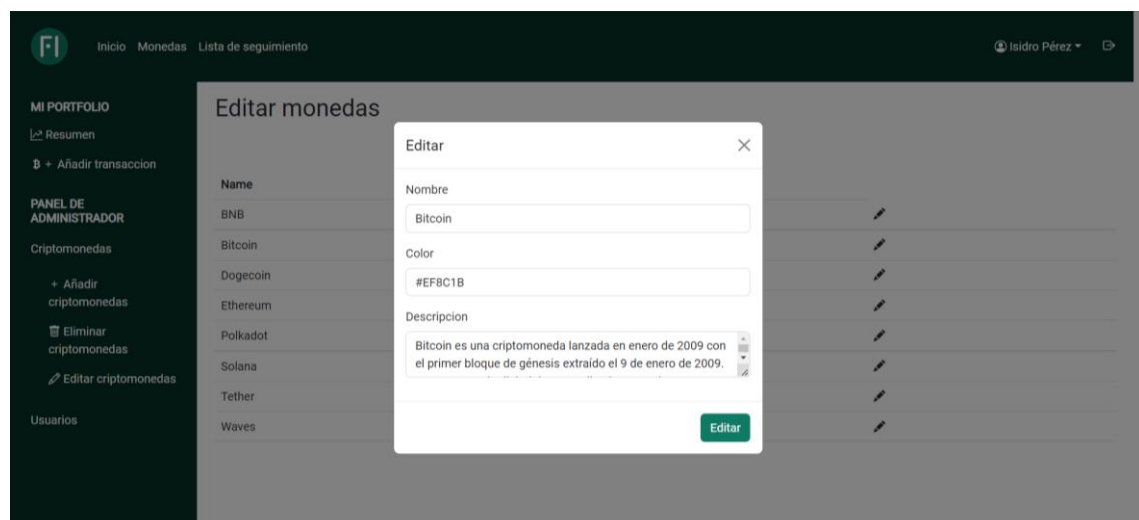 FI
Inicio Monedas Lista de seguimiento
Isidro Pérez
MI PORTFOLIO
Resumen
+ Añadir transaccion
PANEL DE
ADMINISTRADOR
Criptomonedas
+ Añadir
criptomonedas
Eliminar
criptomonedas
Editar criptomonedas
Usuarios
Editar monedas
Name
BNB
Bitcoin
Dogecoin
Ethereum
Polkadot
Solana
Tether
Waves
Editar
Nombre
Bitcoin
Color
#EF8C1B
Descripcion
Bitcoin es una criptomoneda lanzada en enero de 2009 con
el primer bloque de génesis extraído el 9 de enero de 2009.
Editar